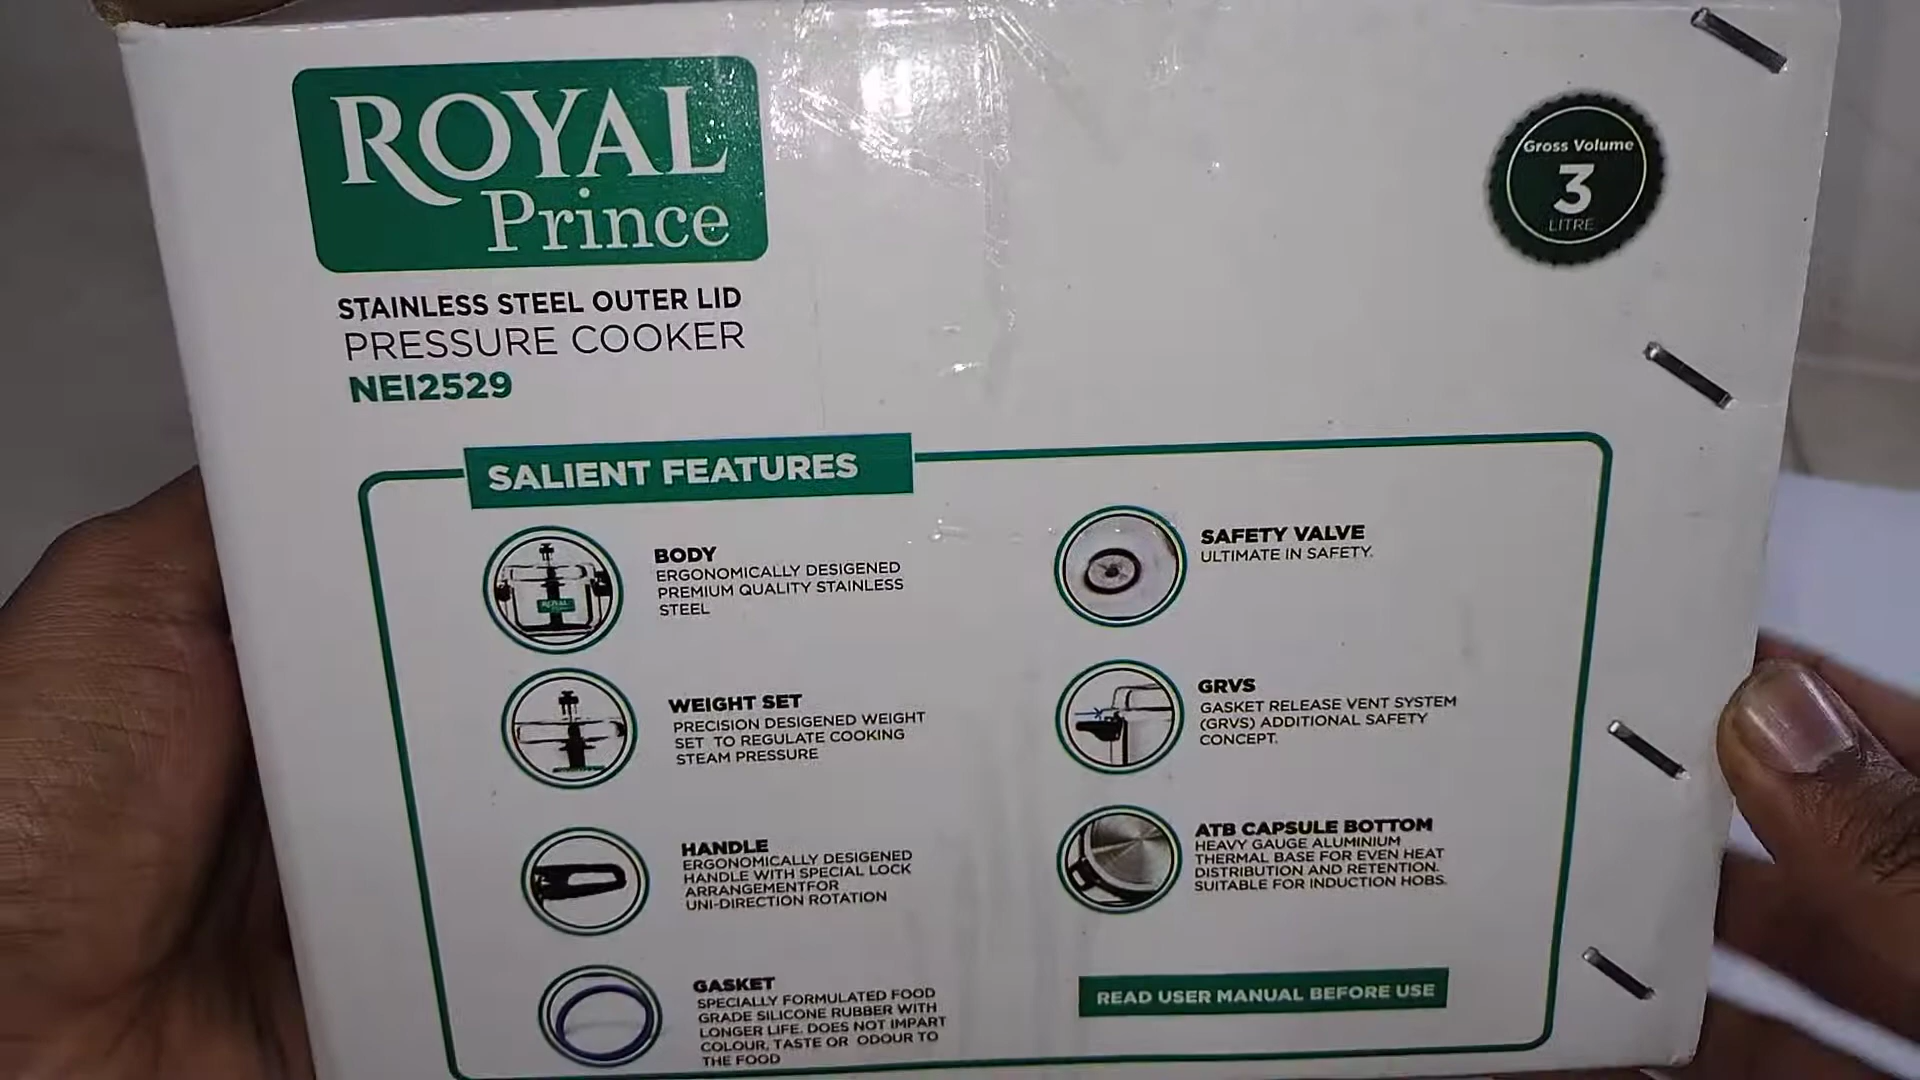 ROYAL
Prince
STAINLESS STEEL OUTER LID
PRESSURE COOKER
NEI2529
Gross Volume
3
LITRE
SALIENT FEATURES
BODY
ERGONOMICALLY DESIGENED
PREMIUM QUALITY STAINLESS
STEEL
ROYAL
WEIGHT SET
PRECISION DESIGENED WEIGHT
SET TO REGULATE COOKING
STEAM PRESSURE
HANDLE
ERGONOMICALLY DESIGENED
HANDLE WITH SPECIAL LOCK
ARRANGEMENTFOR
UNI-DIRECTION ROTATION
GASKET
SPECIALLY FORMULATED FOOD
GRADE SILICONE RUBBER WITH
LONGER LIFE. DOES NOT IMPART
COLOUR, TASTE OR ODOUR TO
THE FOOD
SAFETY VALVE
ULTIMATE IN SAFETY.
GRVS
GASKET RELEASE VENT SYSTEM
(GRVS) ADDITIONAL SAFETY
CONCEPT.
ATB CAPSULE BOTTOM
HEAVY GAUGE ALUMINIUM
THERMAL BASE FOR EVEN HEAT
DISTRIBUTION AND RETENTION.
SUITABLE FOR INDUCTION HOBS.
READ USER MANUAL BEFORE USE